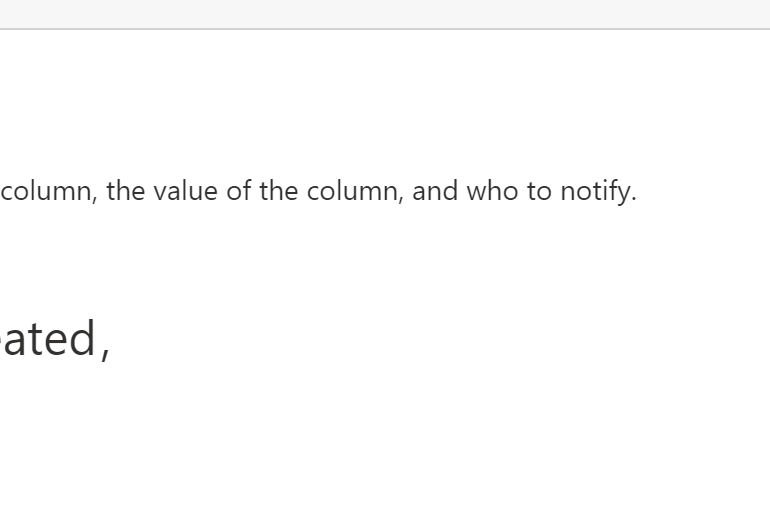 column, the value of the column, and who to notify.
ated,